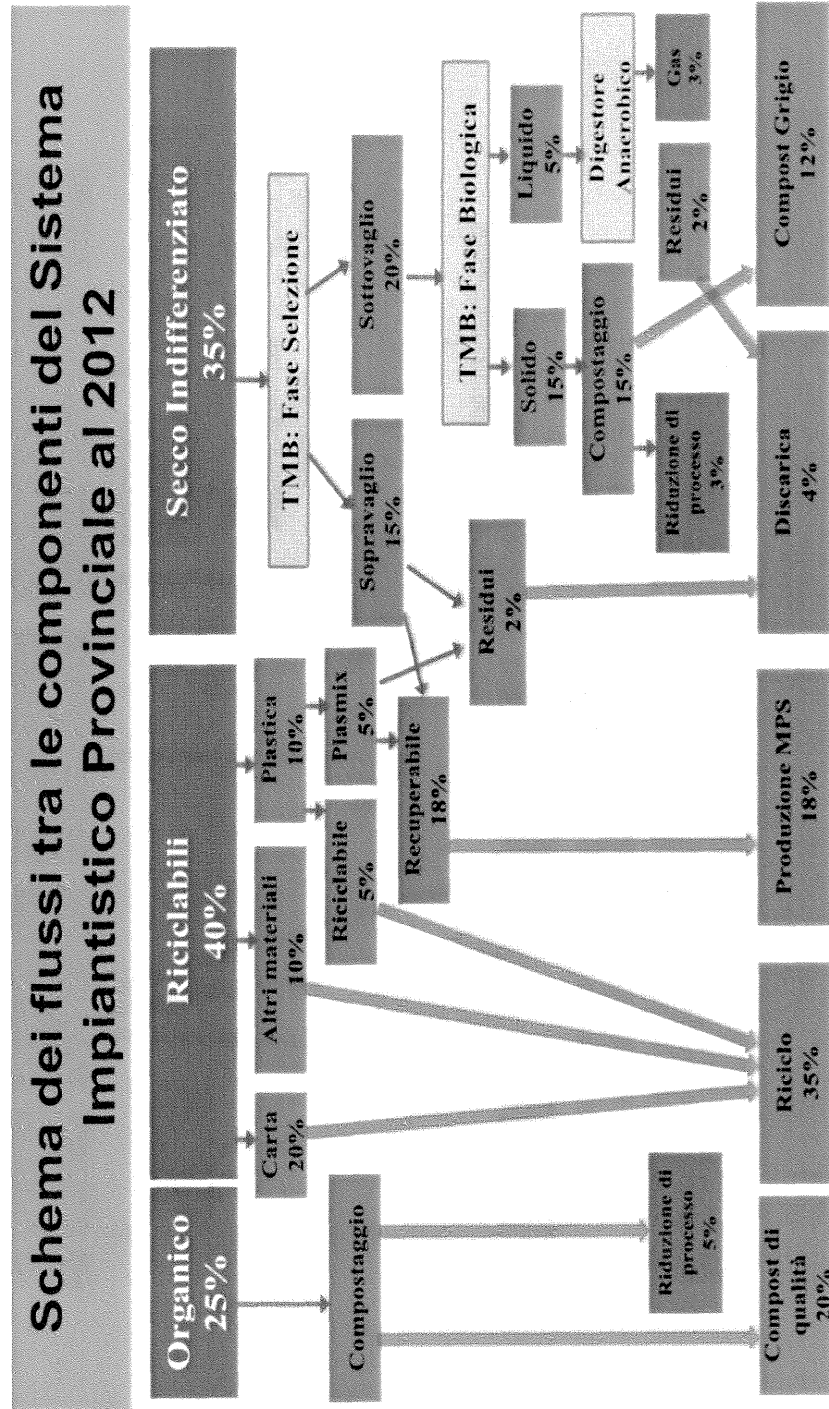 Schema dei flussi tra le componenti del Sistema
Impiantistico Provinciale al 2012
Organico
25%
Riciclabili
40%
Secco Indifferenziato
35%
Carta
20%
Altri materiali
10%
Plastica
10%
TMB: Fase Selezione
Compostaggio
Riciclabile
5%
Plasmix
5%
Sopravaglio
15%
Sottovaglio
20%
Recuperabile
18%
TMB: Fase Biologica
Residui
2%
Solido
15%
Liquido
5%
Compostaggio
15%
Digestore
Anaerobico
Riduzione di
processo
5%
Riduzione di
processo
3%
Residui
2%
Gas
3%
Compost di
qualità
20%
Riciclo
35%
Produzione MPS
18%
Discarica
4%
Compost Grigio
12%